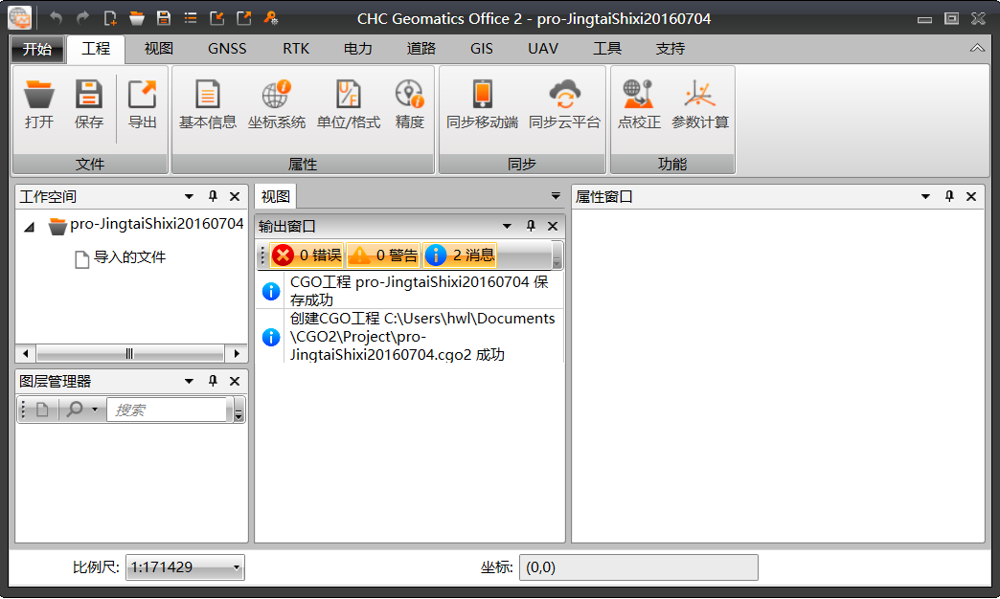 CHC Geomatics Office 2 - pro-JingtaiShixi20160704
开始 工程 视图 GNSS RTK 电力 道路 GIS UAV 工具 支持
打开 保存 导出 基本信息 坐标系统 单位/格式 精度 同步移动端 同步云平台 点校正 参数计算
文件 属性 同步 功能
工作空间
pro-JingtaiShixi20160704
导入的文件
图层管理器
搜索
视图
输出窗口
0 错误 0 警告 2 消息
CGO工程 pro-JingtaiShixi20160704 保
存成功
创建CGO工程 C:\Users\hwl\Documents
\CGO2\Project\pro-
JingtaiShixi20160704.cgo2 成功
属性窗口
比例尺: 1:171429 坐标: (0,0)